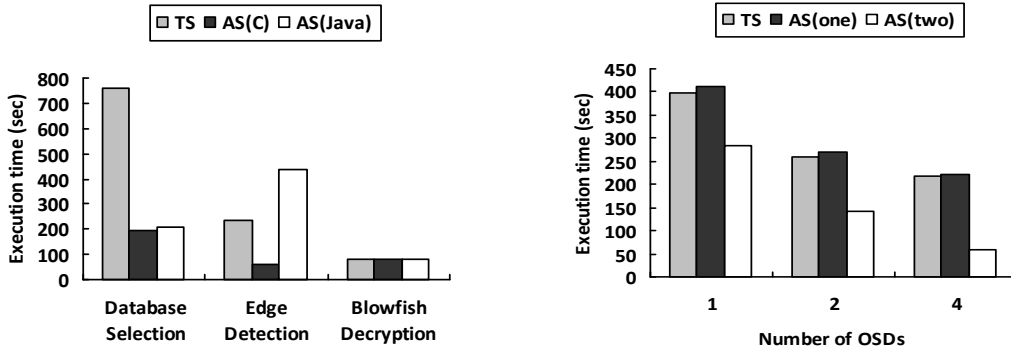 TS AS(C) AS(Java)
Execution time (sec)
800
700
600
500
400
300
200
100
0
Database Selection
Edge Detection
Blowfish Decryption
TS AS(one) AS(two)
Execution time (sec)
450
400
350
300
250
200
150
100
50
0
1 2 4
Number of OSDs